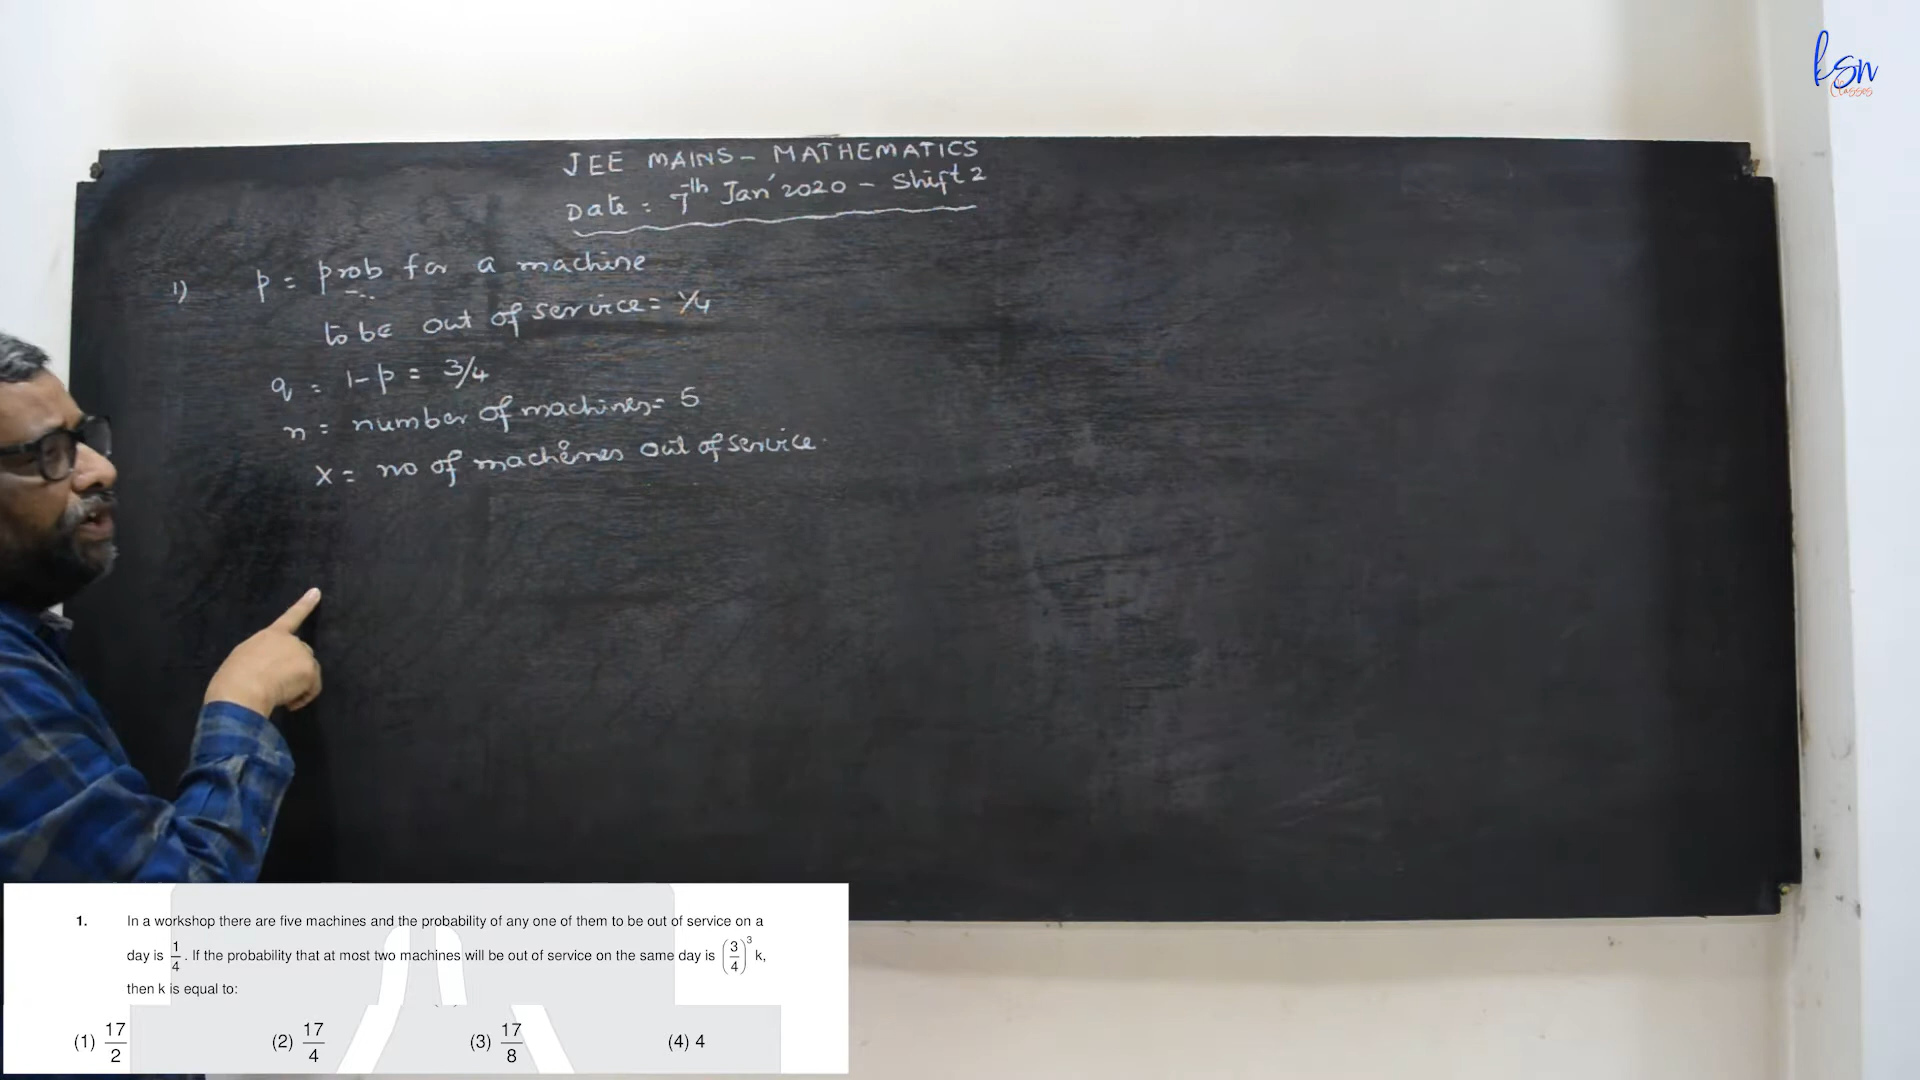 ksn
Classes
JEE MAINS - MATHEMATICS
Date : 7th Jan' 2020 - Shift 2
1) p = prob for a machine
to be out of service = 1/4
q = 1-p = 3/4
n = number of machines = 5
X = no of machines out of service.
1. In a workshop there are five machines and the probability of any one of them to be out of service on a
day is 1/4. If the probability that at most two machines will be out of service on the same day is (3/4)^3 k,
then k is equal to:
(1) 17/2 (2) 17/4 (3) 17/8 (4) 4